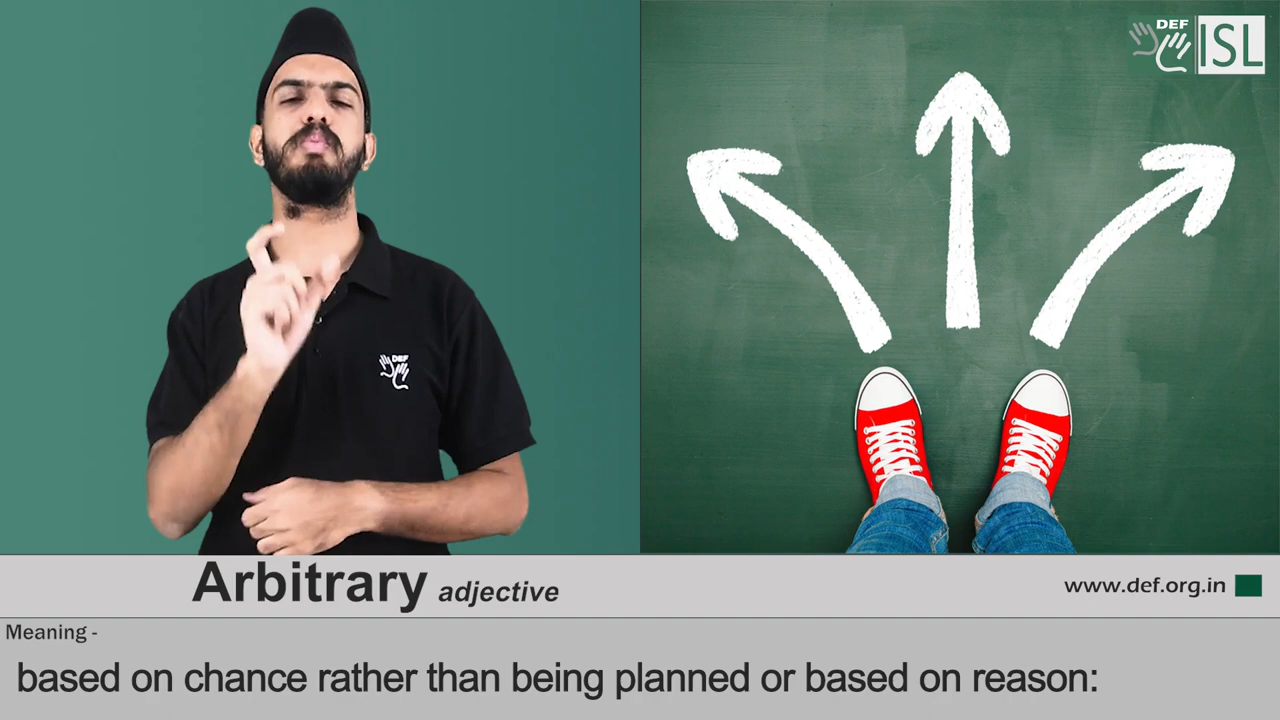 DEF
ISL
DEF
Arbitrary adjective
www.def.org.in
Meaning -
based on chance rather than being planned or based on reason: